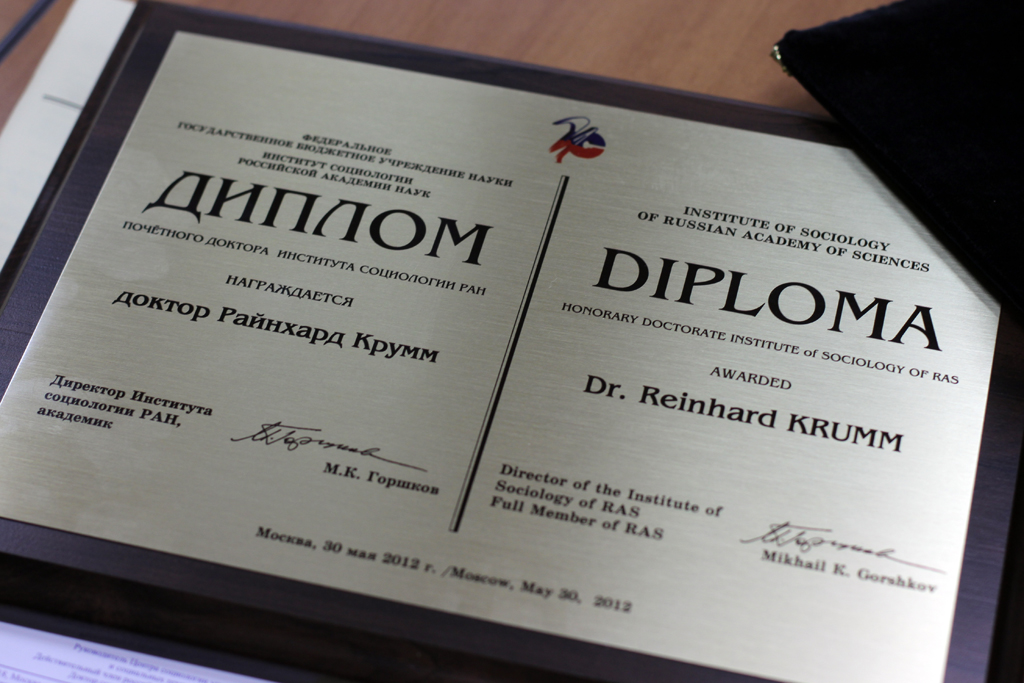 ФЕДЕРАЛЬНОЕ
ГОСУДАРСТВЕННОЕ БЮДЖЕТНОЕ УЧРЕЖДЕНИЕ НАУКИ
ИНСТИТУТ СОЦИОЛОГИИ
РОССИЙСКОЙ АКАДЕМИИ НАУК
ДИПЛОМ
ПОЧЁТНОГО ДОКТОРА ИНСТИТУТА СОЦИОЛОГИИ РАН
НАГРАЖДАЕТСЯ
доктор Райнхард Крумм
Директор Института
социологии РАН,
академик
М.К. Горшков
INSTITUTE OF SOCIOLOGY
OF RUSSIAN ACADEMY OF SCIENCES
DIPLOMA
HONORARY DOCTORATE INSTITUTE of SOCIOLOGY OF RAS
AWARDED
Dr. Reinhard KRUMM
Director of the Institute of
Sociology of RAS
Full Member of RAS
Mikhail K. Gorshkov
Москва, 30 мая 2012 г. /Moscow, May 30, 2012